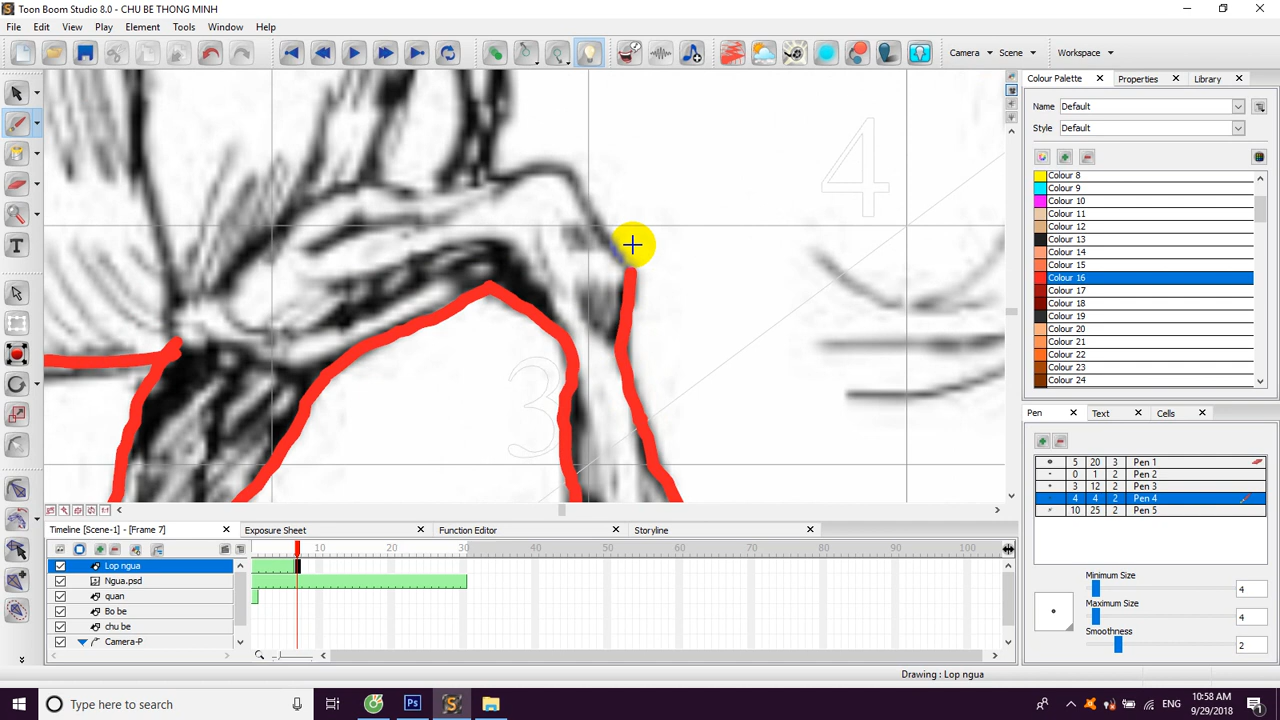 Toon Boom Studio 8.0 - CHU BE THONG MINH
File Edit View Play Element Tools Window Help
Camera Scene Workspace
Colour Palette Properties Library
Name Default
Style Default
Colour 8
Colour 9
Colour 10
Colour 11
Colour 12
Colour 13
Colour 14
Colour 15
Colour 16
Colour 17
Colour 18
Colour 19
Colour 20
Colour 21
Colour 22
Colour 23
Colour 24
4
3
Pen Text Cells
5 20 3 Pen 1
0 1 2 Pen 2
3 12 2 Pen 3
4 4 2 Pen 4
10 25 2 Pen 5
Minimum Size
4
Maximum Size
4
Smoothness
2
Timeline [Scene-1] - [Frame 7] Exposure Sheet Function Editor Storyline
10 20 30 40 50 60 70 80 90 100
Lop ngua
Ngua.psd
quan
Bo be
chu be
Camera-P
Drawing : Lop ngua
Type here to search
ENG
10:58 AM
9/29/2018